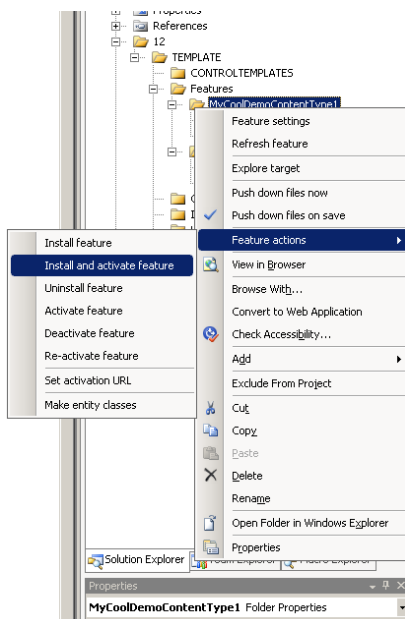 Properties
References
12
TEMPLATE
CONTROLTEMPLATES
Features
MyCoolDemoContentType1
Feature settings
Refresh feature
Explore target
Push down files now
Push down files on save
Feature actions
Install feature
Install and activate feature
Uninstall feature
Activate feature
Deactivate feature
Re-activate feature
Set activation URL
Make entity classes
View in Browser
Browse With...
Convert to Web Application
Check Accessibility...
Add
Exclude From Project
Cut
Copy
Paste
Delete
Rename
Open Folder in Windows Explorer
Properties
Solution Explorer
Properties
MyCoolDemoContentType1 Folder Properties